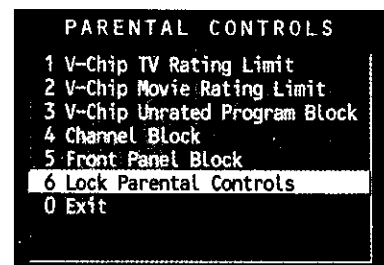 PARENTAL CONTROLS
1 V-Chip TV Rating Limit
2 V-Chip Movie Rating Limit
3 V-Chip Unrated Program Block
4 Channel Block
5 Front Panel Block
6 Lock Parental Controls
0 Exit